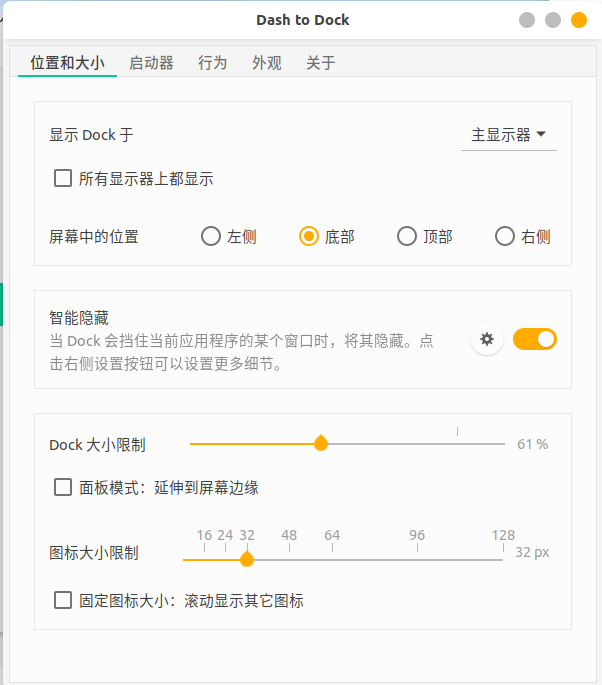 Dash to Dock
位置和大小 启动器 行为 外观 关于
显示 Dock 于 主显示器
所有显示器上都显示
屏幕中的位置 左侧 底部 顶部 右侧
智能隐藏
当 Dock 会挡住当前应用程序的某个窗口时，将其隐藏。点
击右侧设置按钮可以设置更多细节。
Dock 大小限制 61 %
面板模式：延伸到屏幕边缘
16 24 32 48 64 96 128
图标大小限制 32 px
固定图标大小：滚动显示其它图标